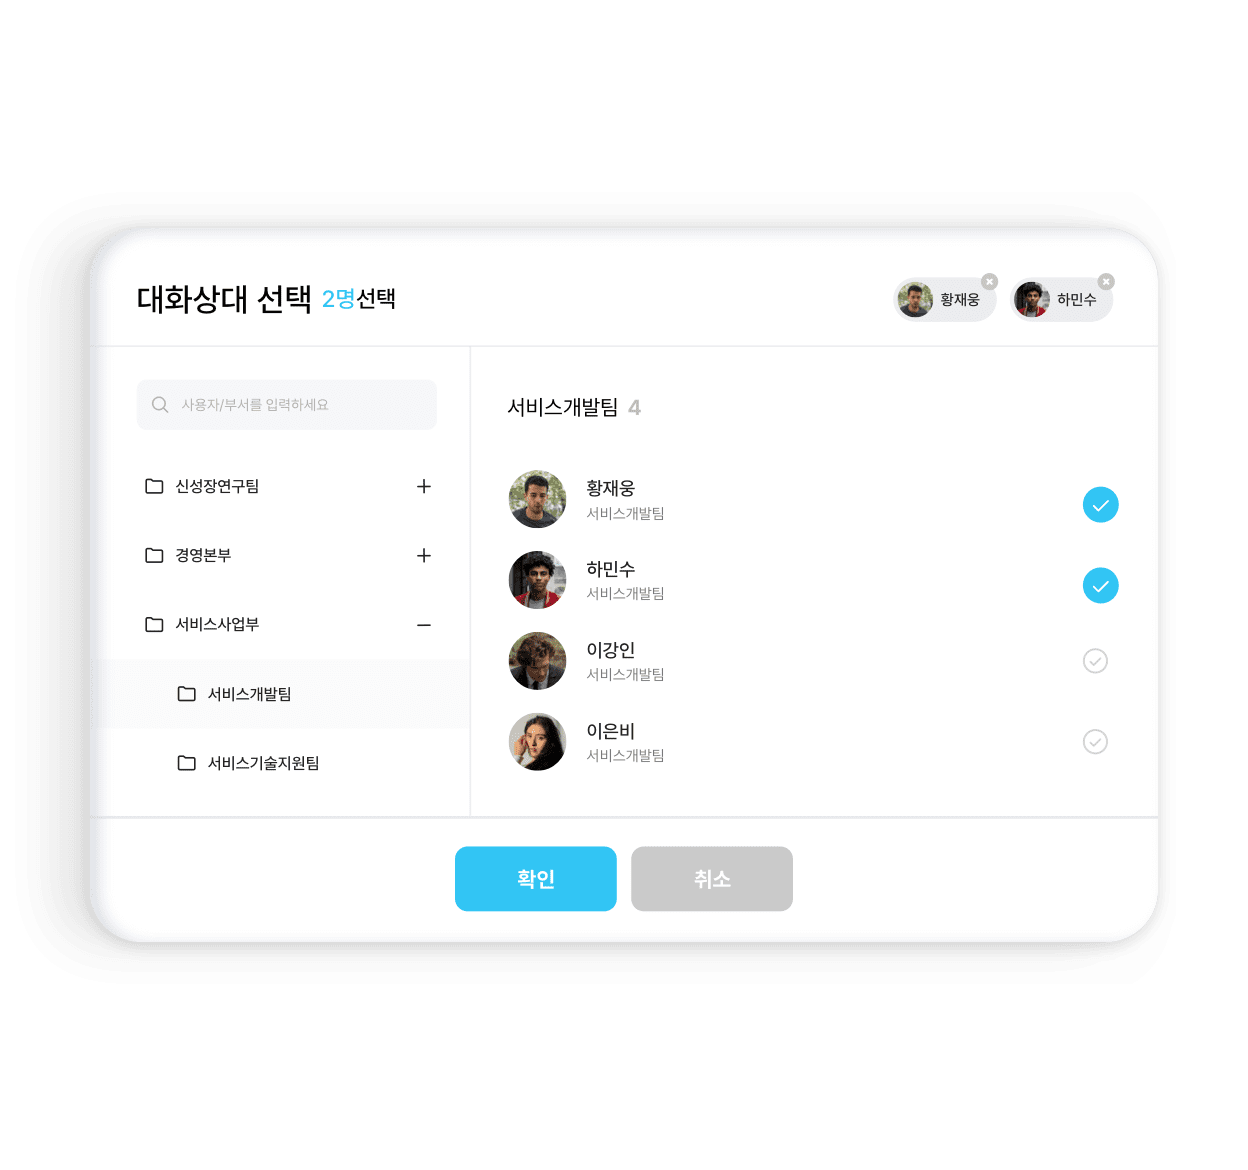 대화상대 선택 2명선택
황재웅
하민수
사용자/부서를 입력하세요
신성장연구팀
경영본부
서비스사업부
서비스개발팀
서비스기술지원팀
서비스개발팀 4
황재웅
서비스개발팀
하민수
서비스개발팀
이강인
서비스개발팀
이은비
서비스개발팀
확인
취소